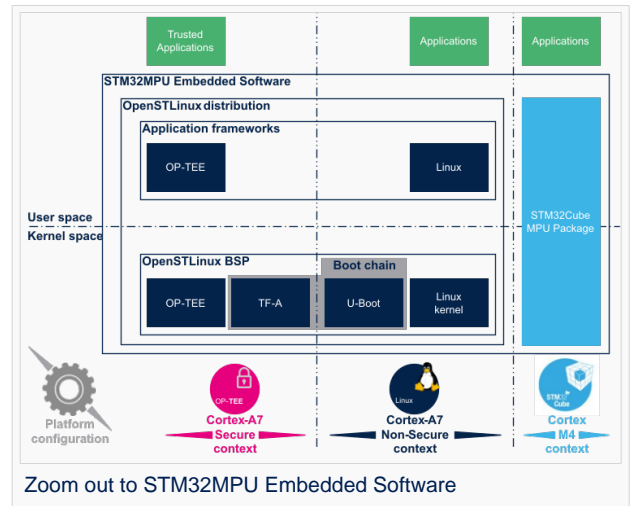 Trusted
Applications
Applications
Applications
STM32MPU Embedded Software
OpenSTLinux distribution
Application frameworks
OP-TEE
Linux
User space
Kernel space
STM32Cube
MPU Package
OpenSTLinux BSP
Boot chain
OP-TEE
TF-A
U-Boot
Linux
kernel
Platform
configuration
OP-TEE
Cortex-A7
Secure
context
Linux
Cortex-A7
Non-Secure
context
STM32
Cube
Cortex
M4
context
Zoom out to STM32MPU Embedded Software